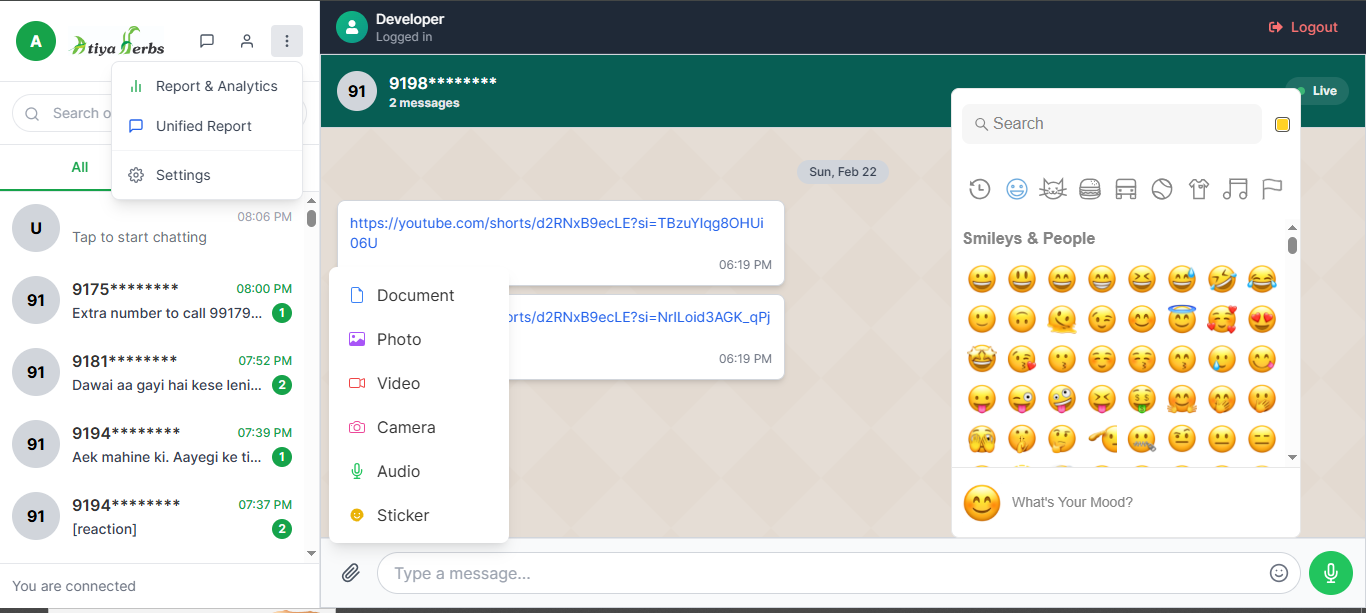 A
Atiya Herbs
Report & Analytics
Unified Report
Settings
Search o
All
U
08:06 PM
Tap to start chatting
91
9175********
08:00 PM
Extra number to call 99179...
1
91
9181********
07:52 PM
Dawai aa gayi hai kese leni...
2
91
9194********
07:39 PM
Aek mahine ki. Aayegi ke ti...
1
91
9194********
07:37 PM
[reaction]
2
You are connected
Developer
Logged in
Logout
91
9198********
2 messages
Live
Sun, Feb 22
https://youtube.com/shorts/d2RNxB9ecLE?si=TBzuYIqg8OHUi
06U
06:19 PM
orts/d2RNxB9ecLE?si=NrILoid3AGK_qPj
06:19 PM
Document
Photo
Video
Camera
Audio
Sticker
Type a message...
Search
Smileys & People
What's Your Mood?